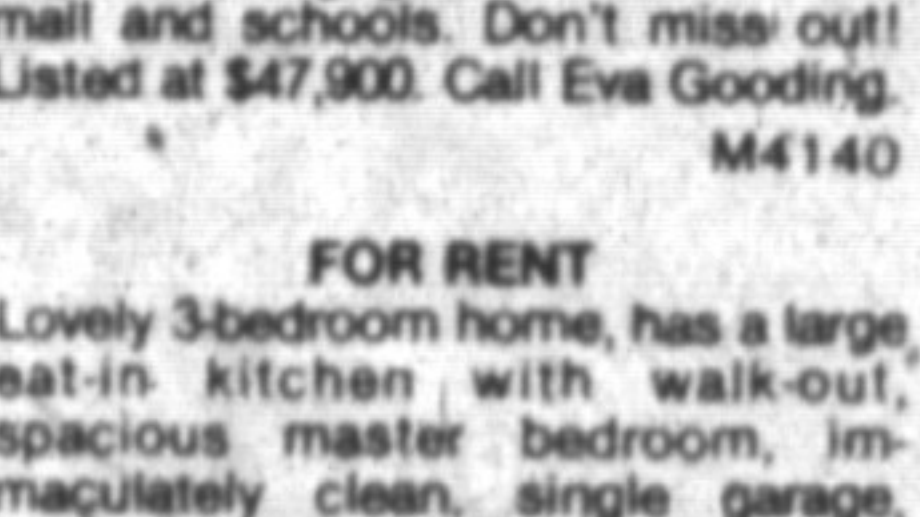 mall and schools. Don't miss out!
Listed at $47,900. Call Eva Gooding.
M4140
FOR RENT
Lovely 3-bedroom home, has a large,
eat-in kitchen with walk-out,
spacious master bedroom, im-
maculately clean, single garage,